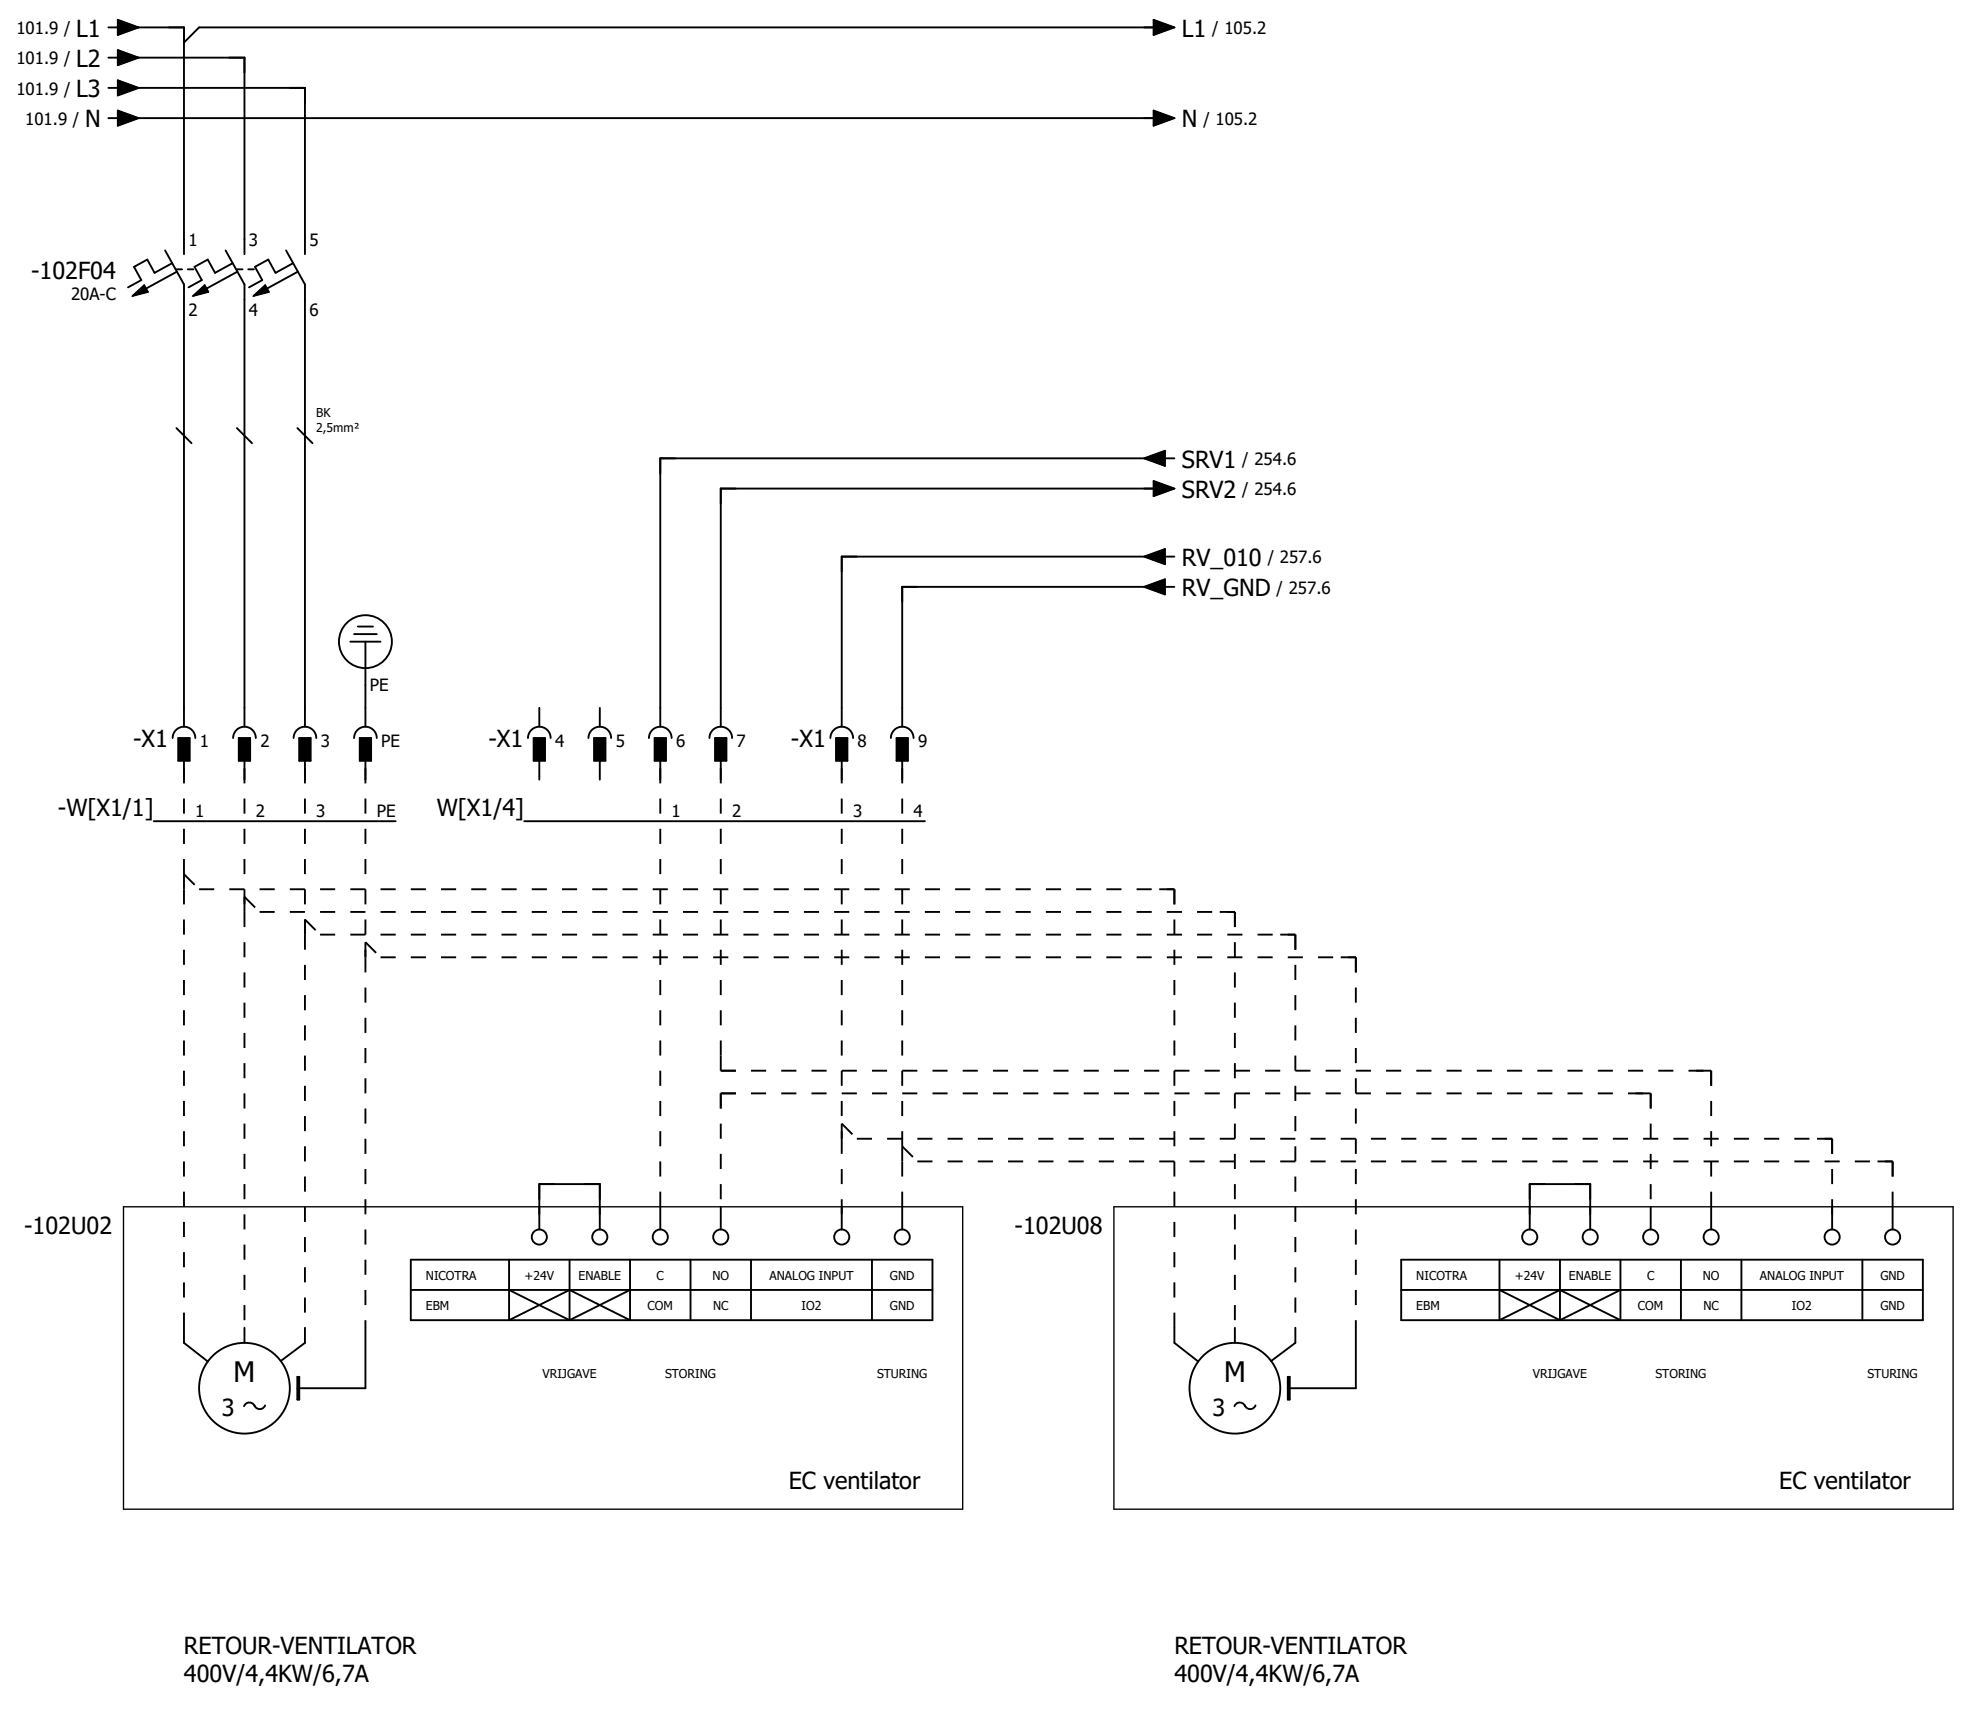 101.9 / L1
L1 / 105.2
101.9 / L2
101.9 / L3
101.9 / N
N / 105.2
1 3 5
-102F04
20A-C
2 4 6
BK
2,5mm²
SRV1 / 254.6
SRV2 / 254.6
RV_010 / 257.6
RV_GND / 257.6
PE
-X1 1 2 3 PE
-X1 4 5 6 7
-X1 8 9
-W[X1/1] 1 2 3 PE
W[X1/4] 1 2 3 4
-102U02
NICOTRA +24V ENABLE C NO ANALOG INPUT GND
EBM COM NC IO2 GND
VRIJGAVE STORING STURING
M
3
EC ventilator
-102U08
NICOTRA +24V ENABLE C NO ANALOG INPUT GND
EBM COM NC IO2 GND
VRIJGAVE STORING STURING
M
3
EC ventilator
RETOUR-VENTILATOR
400V/4,4KW/6,7A
RETOUR-VENTILATOR
400V/4,4KW/6,7A